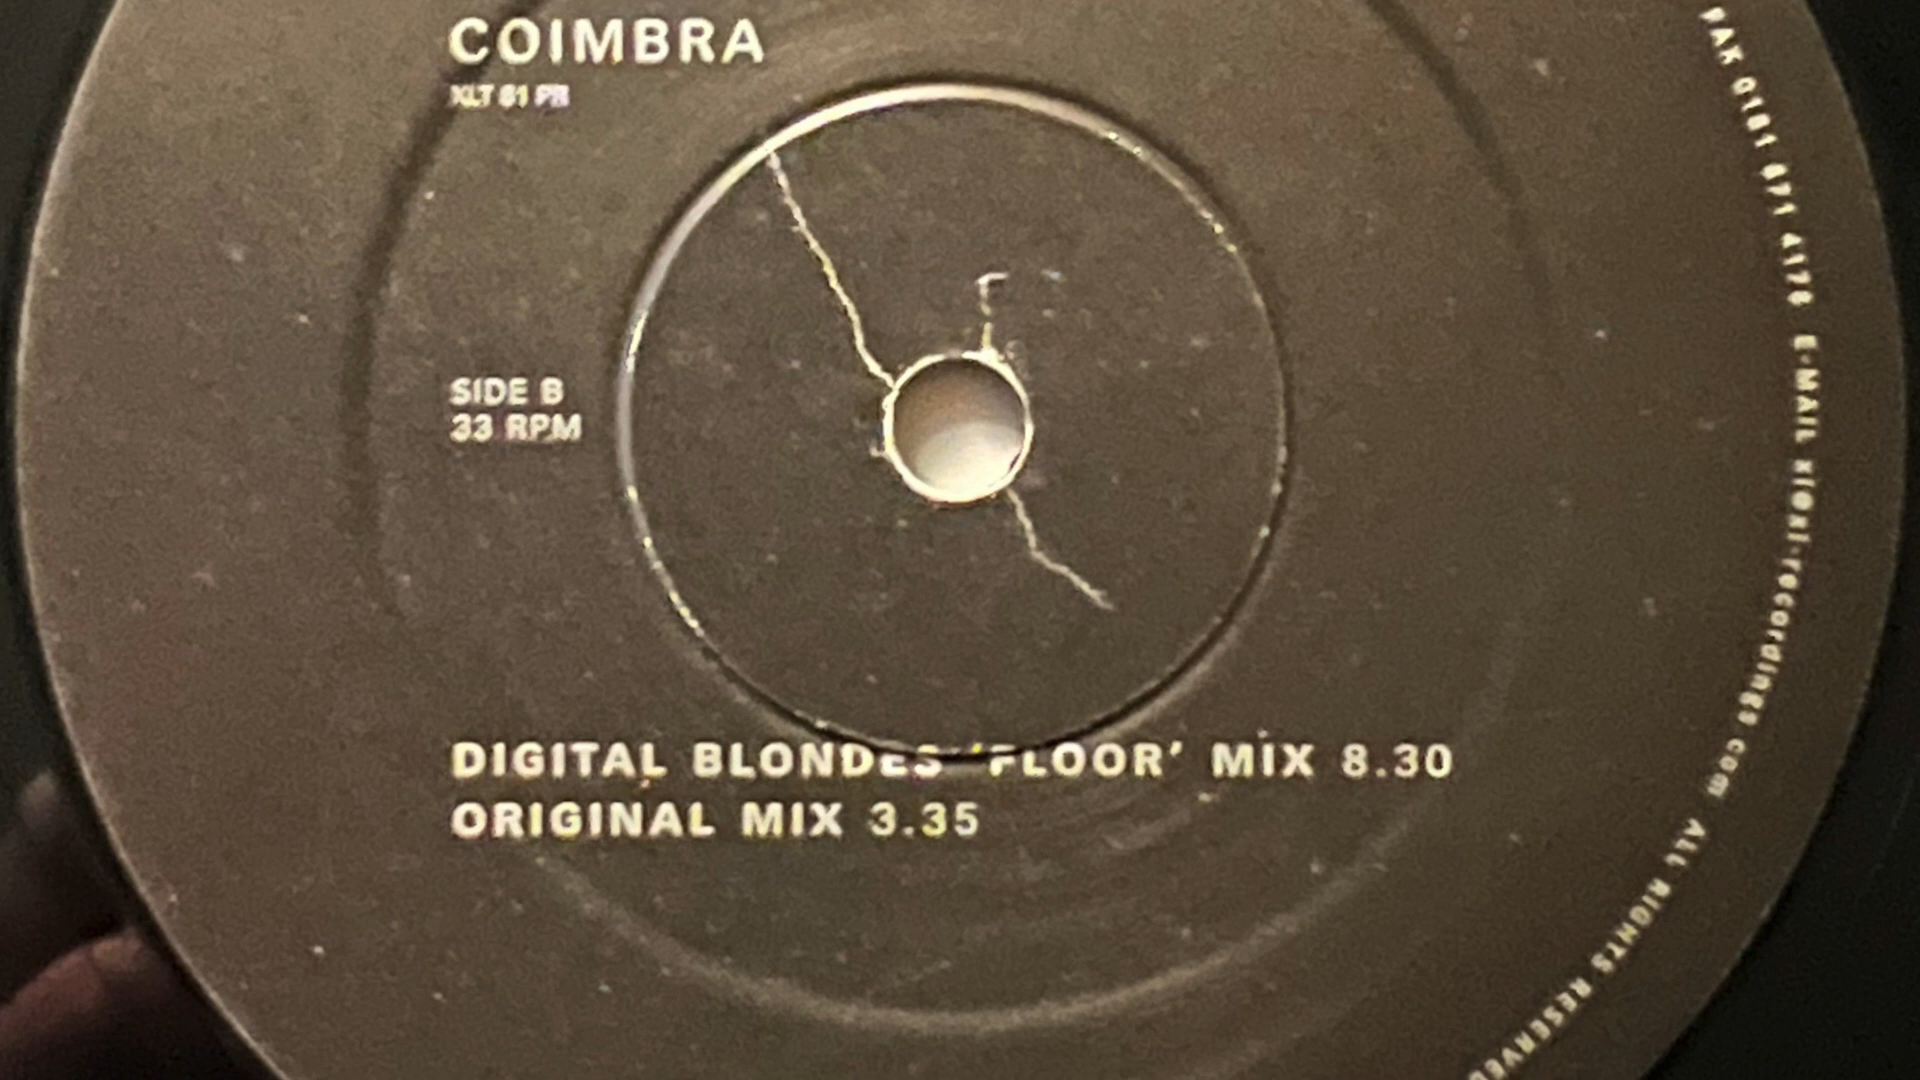 COIMBRA
XLT 81 PR
SIDE B
33 RPM
DIGITAL BLONDES 'FLOOR' MIX 8.30
ORIGINAL MIX 3.35
FAX 0181 871 4178 E-MAIL xl@xl-recordings com ALL RIGHTS RESERVED